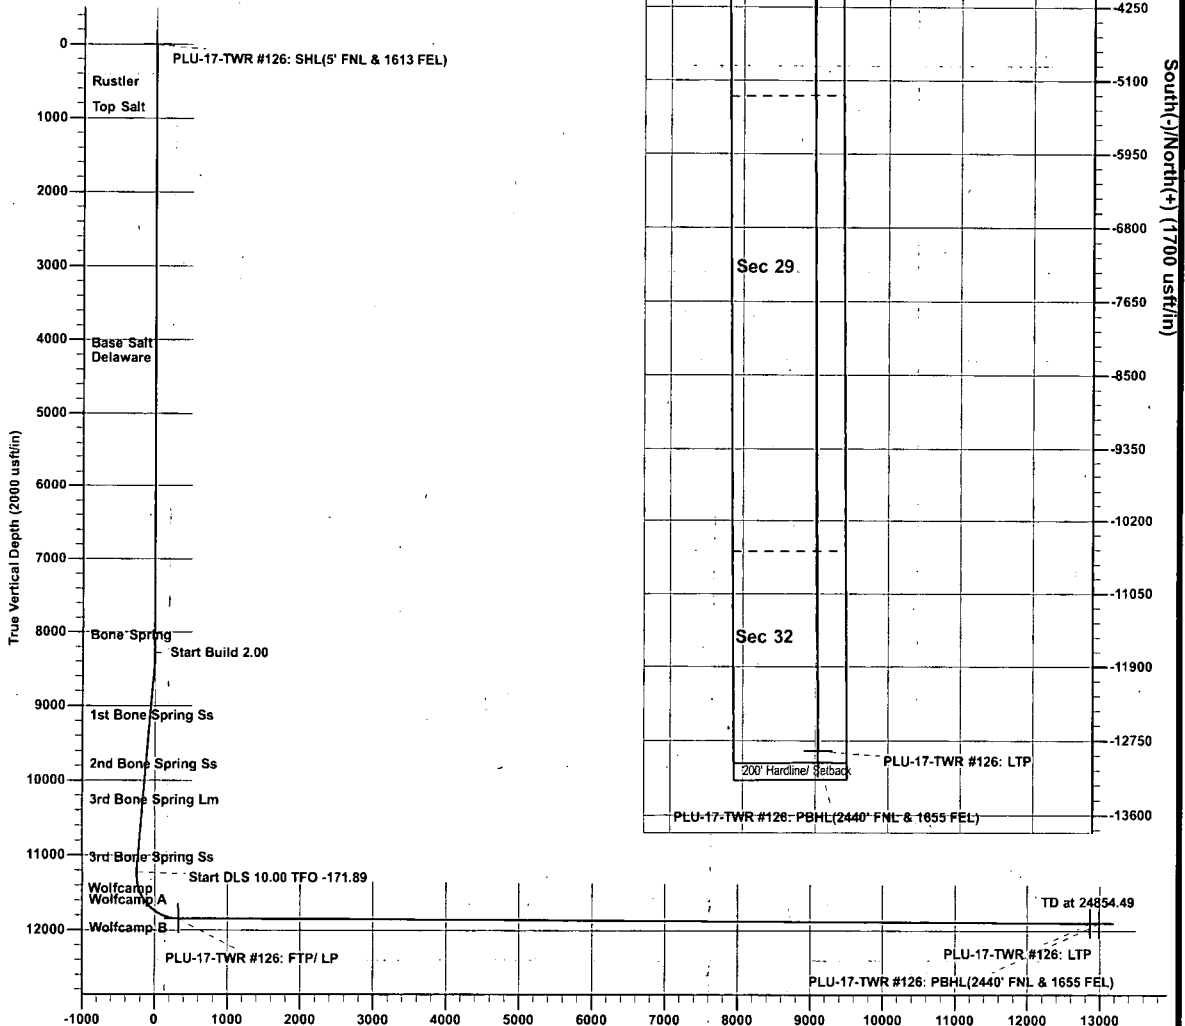 0
PLU-17-TWR #126: SHL(5' FNL & 1613 FEL)
Rustler
Top Salt
1000
2000
3000
4000
Base Salt
Delaware
5000
6000
7000
8000
Bone Spring
Start Build 2.00
9000
1st Bone Spring Ss
2nd Bone Spring Ss
10000
3rd Bone Spring Lm
11000
3rd Bone Spring Ss
Start DLS 10.00 TFO -171.89
Wolfcamp
Wolfcamp A
12000
Wolfcamp B
PLU-17-TWR #126: FTP/ LP
TD at 24854.49
PLU-17-TWR #126: LTP
PLU-17-TWR #126: PBHL(2440' FNL & 1655 FEL)
True Vertical Depth (2000 usft/in)
-1000
0
1000
2000
3000
4000
5000
6000
7000
8000
9000
10000
11000
12000
13000
-4250
-5100
-5950
-6800
-7650
-8500
-9350
-10200
-11050
-11900
-12750
-13600
South(-)/North(+) (1700 usft/in)
Sec 29
Sec 32
PLU-17-TWR #126: LTP
200' Hardline/ Setback
PLU-17-TWR #126: PBHL(2440' FNL & 1655 FEL)